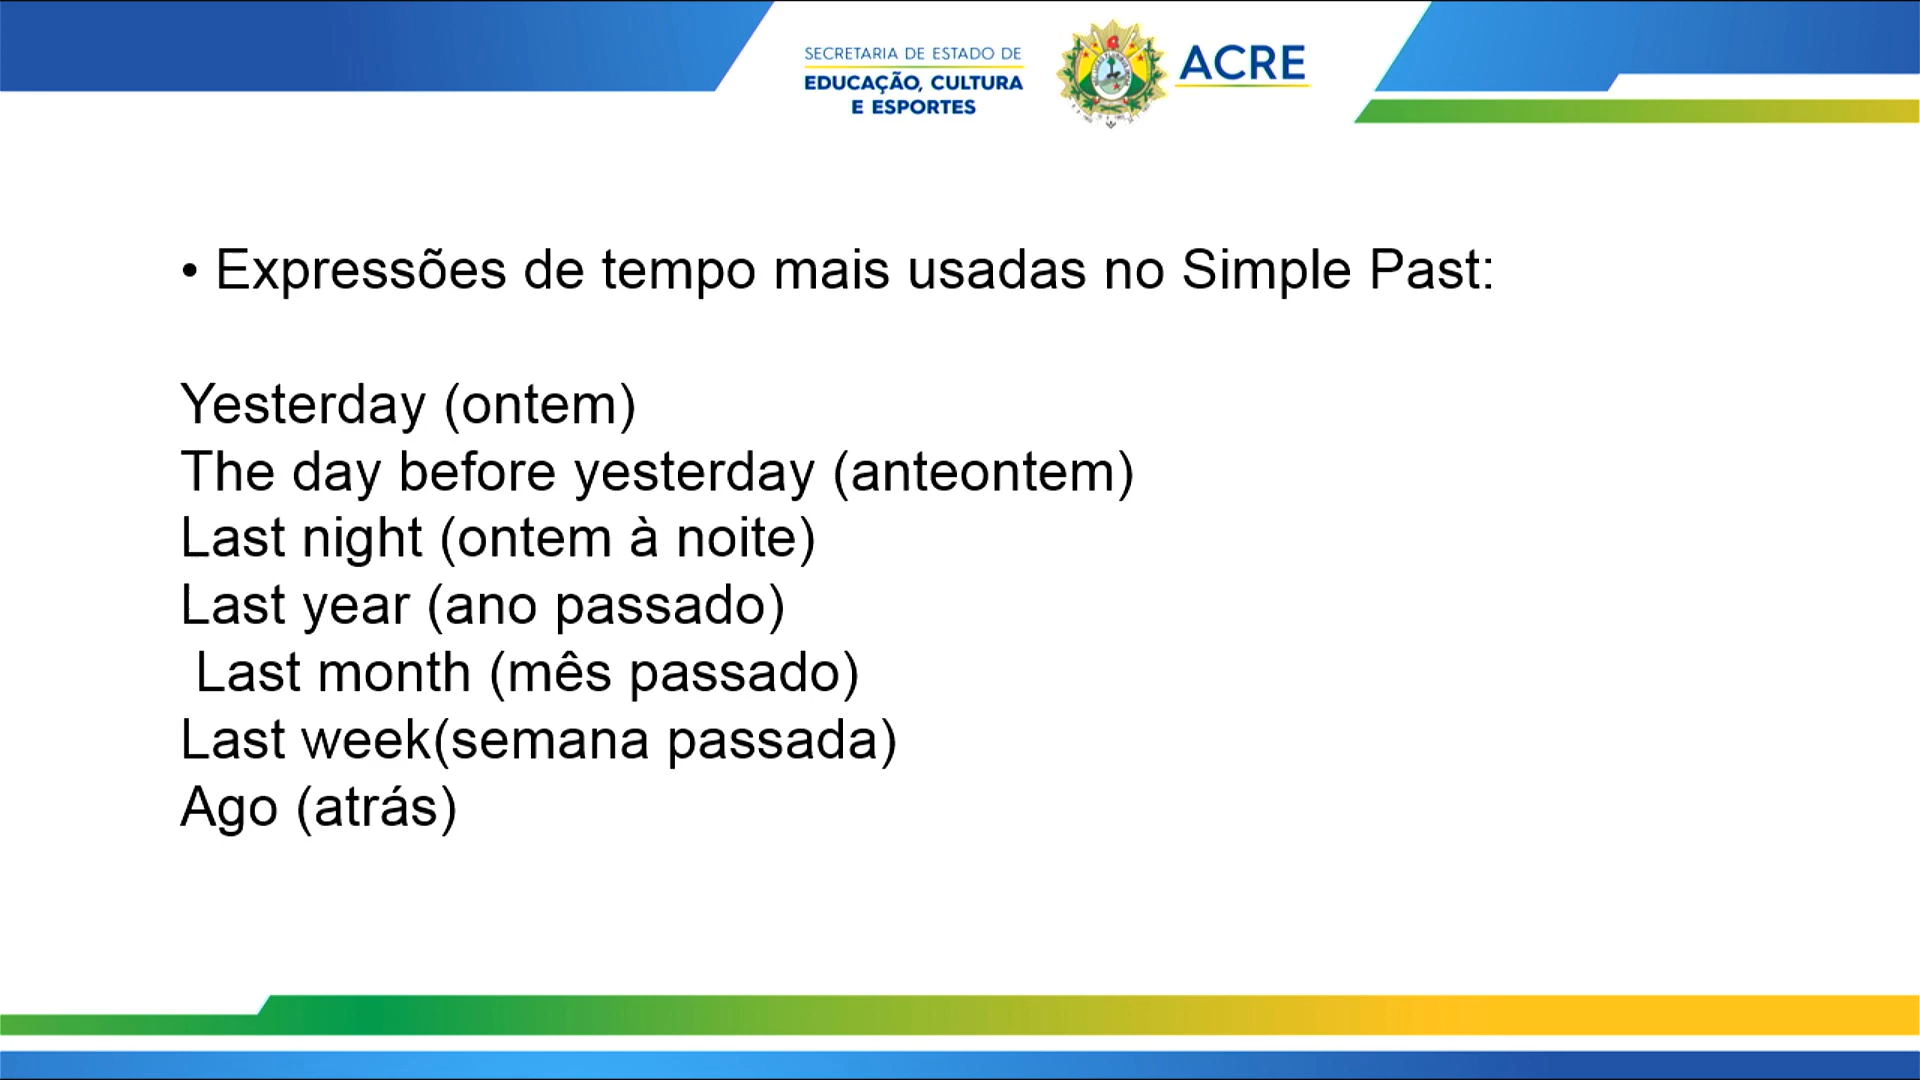 SECRETARIA DE ESTADO DE
EDUCAÇÃO, CULTURA
E ESPORTES
ACRE
• Expressões de tempo mais usadas no Simple Past:
Yesterday (ontem)
The day before yesterday (anteontem)
Last night (ontem à noite)
Last year (ano passado)
Last month (mês passado)
Last week(semana passada)
Ago (atrás)